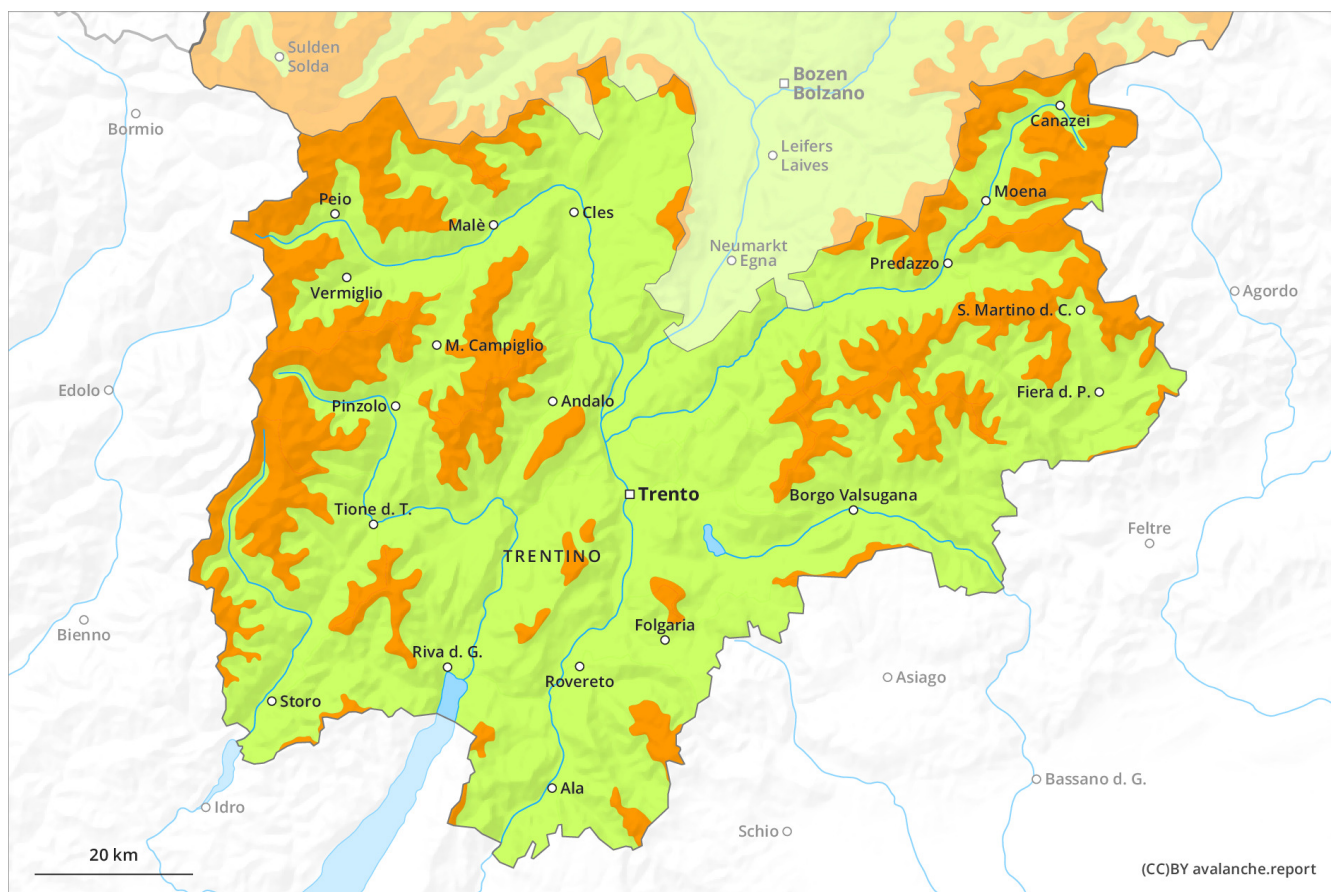 Sulden
Solda
Bozen
Bolzano
Bormio
Canazei
Leifers
Laives
Peio
Moena
Malè
Cles
Neumarkt
Egna
Predazzo
Vermiglio
Agordo
S. Martino d. C.
M. Campiglio
Edolo
Fiera d. P.
Pinzolo
Andalo
Trento
Borgo Valsugana
Tione d. T.
Feltre
TRENTINO
Bienno
Folgaria
Riva d. G.
Rovereto
Asiago
Storo
Bassano d. G.
Ala
Idro
Schio
20 km
(CC)BY avalanche.report